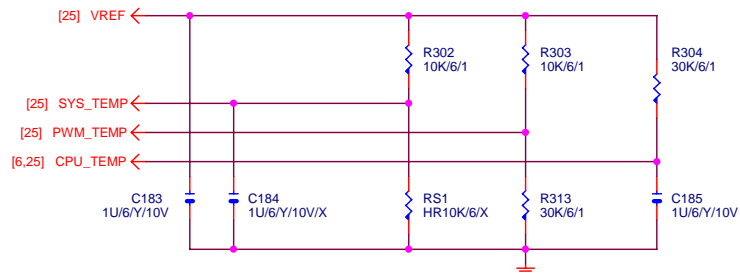 [25] VREF
R302
10K/6/1
R303
10K/6/1
R304
30K/6/1
[25] SYS_TEMP
[25] PWM_TEMP
[6,25] CPU_TEMP
C183
1U/6/Y/10V
C184
1U/6/Y/10V/X
RS1
HR10K/6/X
R313
30K/6/1
C185
1U/6/Y/10V